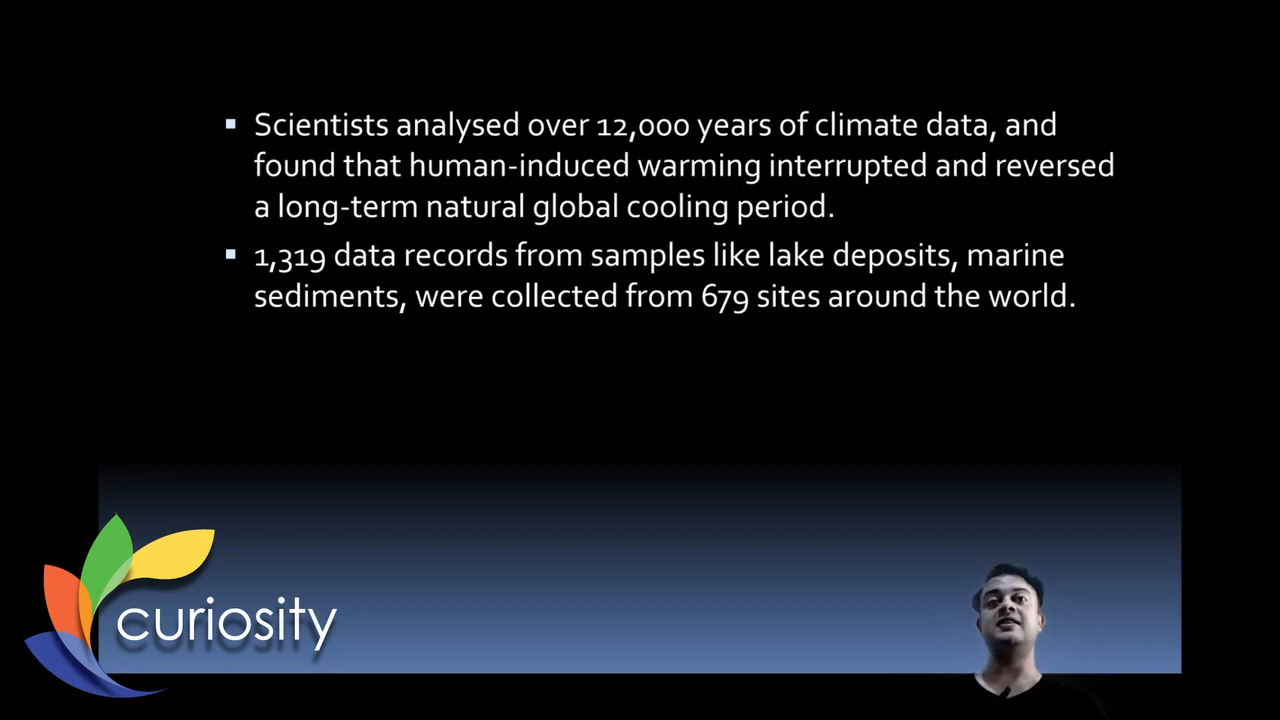 Scientists analysed over 12,000 years of climate data, and
found that human-induced warming interrupted and reversed
a long-term natural global cooling period.
1,319 data records from samples like lake deposits, marine
sediments, were collected from 679 sites around the world.
curiosity